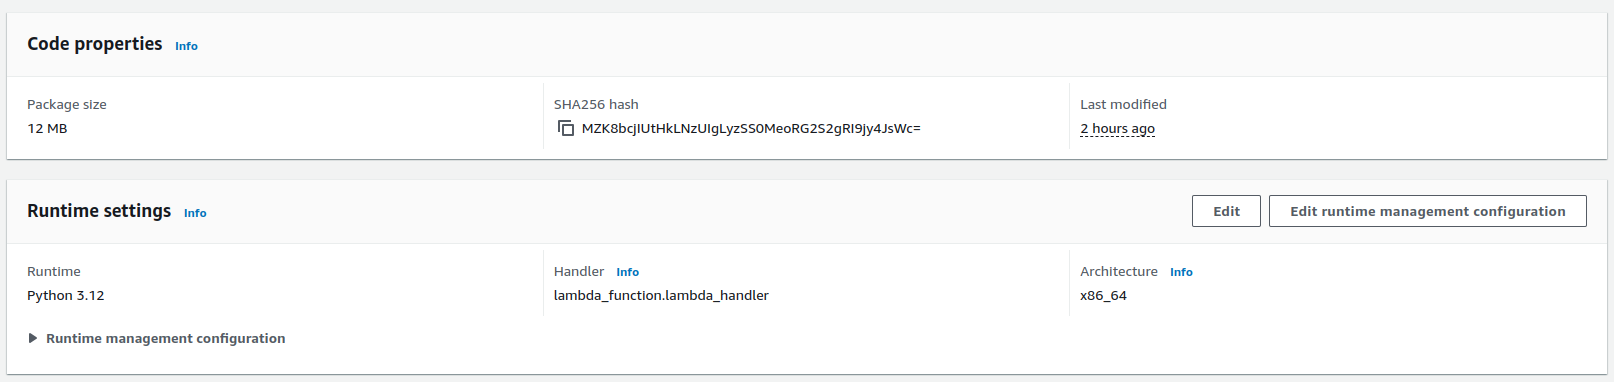 Code properties Info
Package size SHA256 hash Last modified
12 MB MZK8bcjIUtHkLNzUIgLyzSS0MeoRG2S2gRI9jy4JsWc= 2 hours ago
Runtime settings Info Edit Edit runtime management configuration
Runtime Handler Info Architecture Info
Python 3.12 lambda_function.lambda_handler x86_64
Runtime management configuration